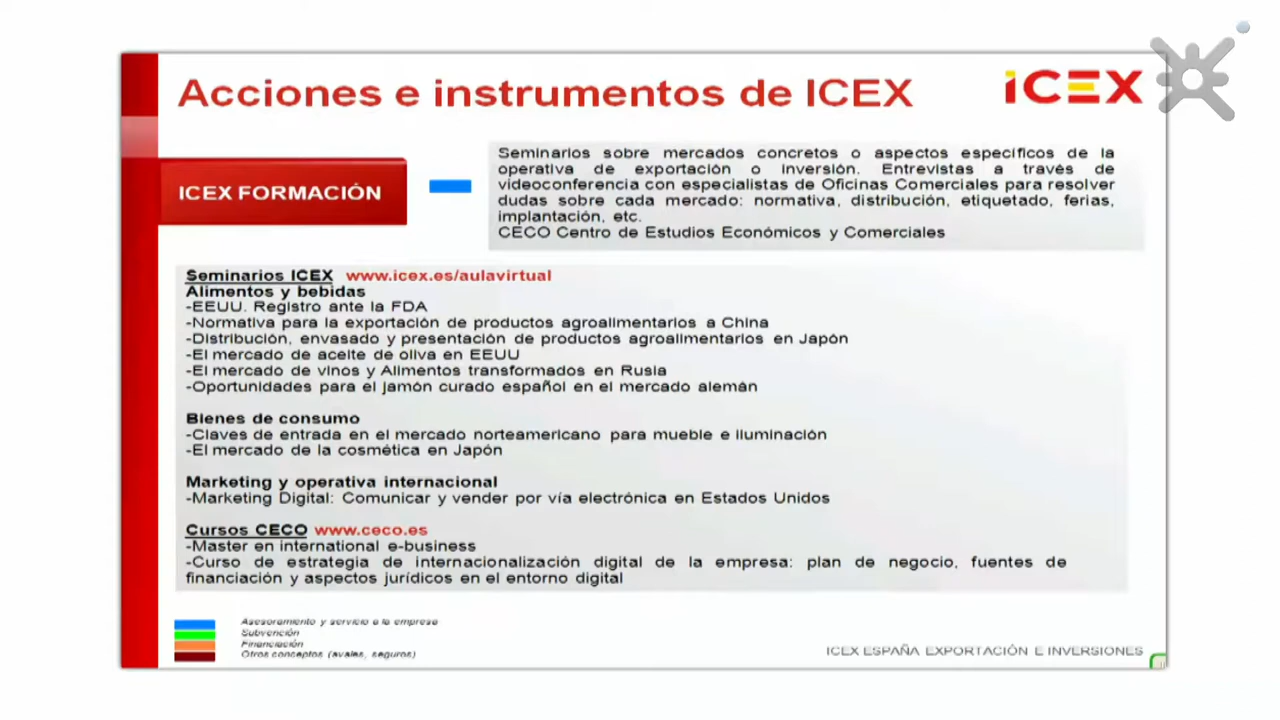 Acciones e instrumentos de ICEX
iCEX
ICEX FORMACIÓN
Seminarios sobre mercados concretos o aspectos específicos de la
operativa de exportación o inversión. Entrevistas a través de
videoconferencia con especialistas de Oficinas Comerciales para resolver
dudas sobre cada mercado: normativa, distribución, etiquetado, ferias,
implantación, etc.
CECO Centro de Estudios Económicos y Comerciales
Seminarios ICEX www.icex.es/aulavirtual
Alimentos y bebidas
-EEUU. Registro ante la FDA
-Normativa para la exportación de productos agroalimentarios a China
-Distribución, envasado y presentación de productos agroalimentarios en Japón
-El mercado de aceite de oliva en EEUU
-El mercado de vinos y Alimentos transformados en Rusia
-Oportunidades para el jamón curado español en el mercado alemán
Bienes de consumo
-Claves de entrada en el mercado norteamericano para mueble e iluminación
-El mercado de la cosmética en Japón
Marketing y operativa internacional
-Marketing Digital: Comunicar y vender por vía electrónica en Estados Unidos
Cursos CECO www.ceco.es
-Master en international e-business
-Curso de estrategia de internacionalización digital de la empresa: plan de negocio, fuentes de
financiación y aspectos jurídicos en el entorno digital
Asesoramiento y servicio a la empresa
Subvención
Financiación
Otros conceptos (avales, seguros)
ICEX ESPAÑA EXPORTACIÓN E INVERSIONES